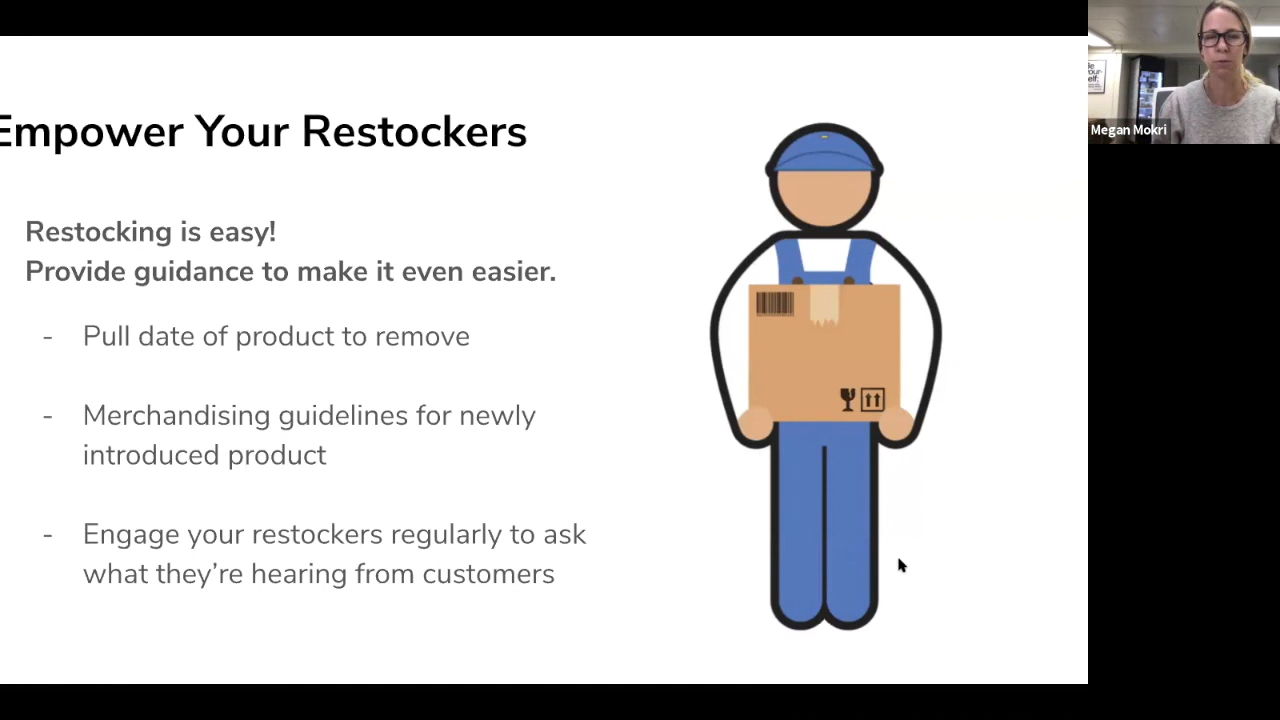 Empower Your Restockers
Restocking is easy!
Provide guidance to make it even easier.
- Pull date of product to remove
- Merchandising guidelines for newly
introduced product
- Engage your restockers regularly to ask
what they’re hearing from customers
Megan Mokri